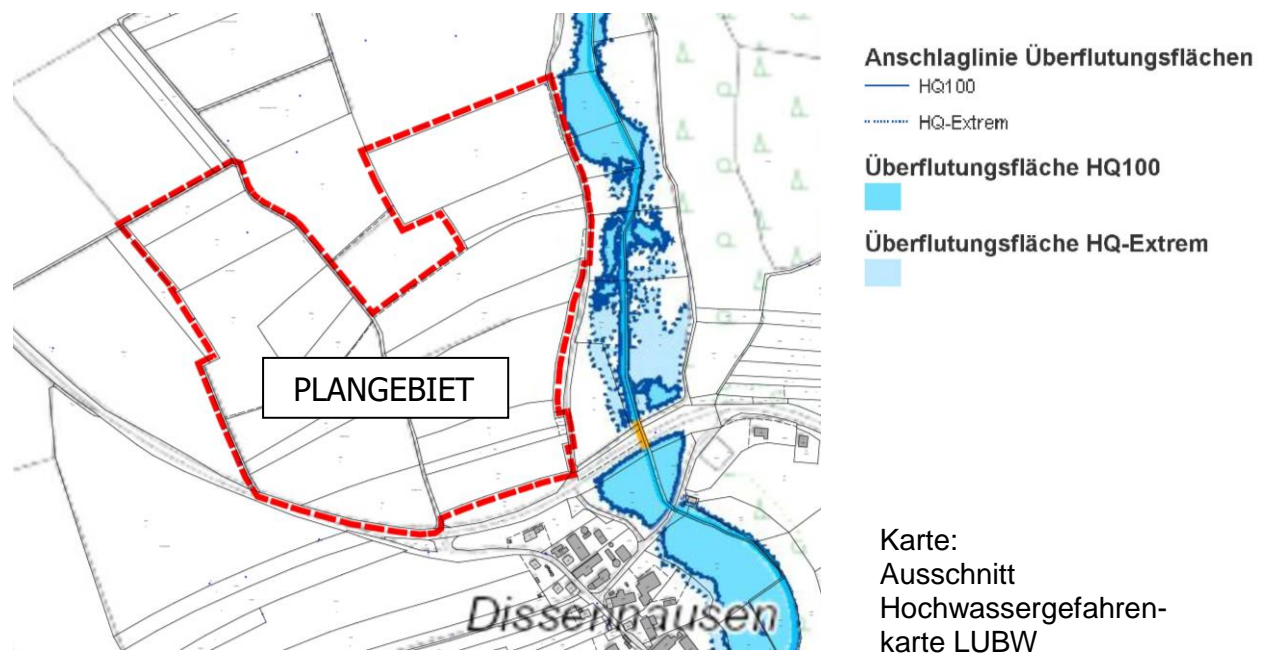 PLANGEBIET
Dissenhausen
Anschlaglinie Überflutungsflächen
HQ100
HQ-Extrem
Überflutungsfläche HQ100
Überflutungsfläche HQ-Extrem
Karte:
Ausschnitt
Hochwassergefahren-
karte LUBW